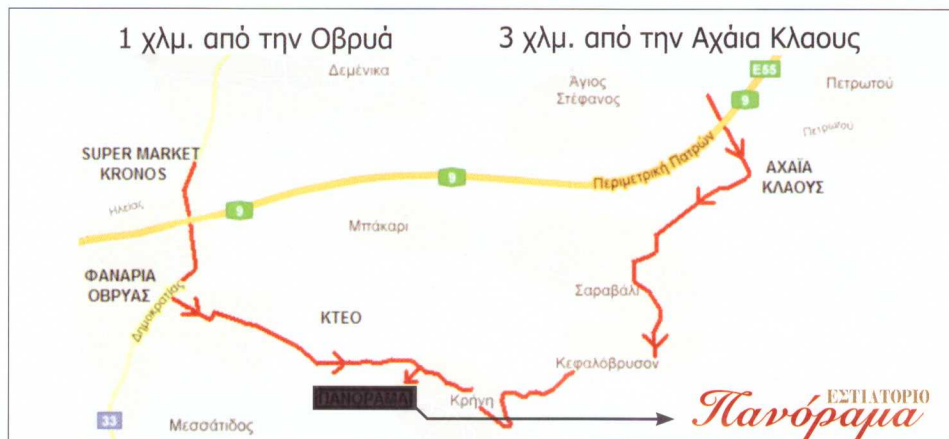 1 χλμ. από την Οβρυά
3 χλμ. από την Αχάια Κλαους
Δεμένικα
Άγιος
Στέφανος
E55
Πετρωτού
9
Πετρωτού
SUPER MARKET
KRONOS
Περιμετρική Πατρών
ΑΧΑΪΑ
ΚΛΑΟΥΣ
9
Ηλείας
9
Μπάκαρι
ΦΑΝΑΡΙΑ
ΟΒΡΥΑΣ
Δημοκρατίας
Σαραβάλι
ΚΤΕΟ
Κεφαλόβρυσον
ΠΑΝΟΡΑΜΑ
Κρήνη
33
Μεσσάτιδος
ΕΣΤΙΑΤΟΡΙΟ
Πανόραμα